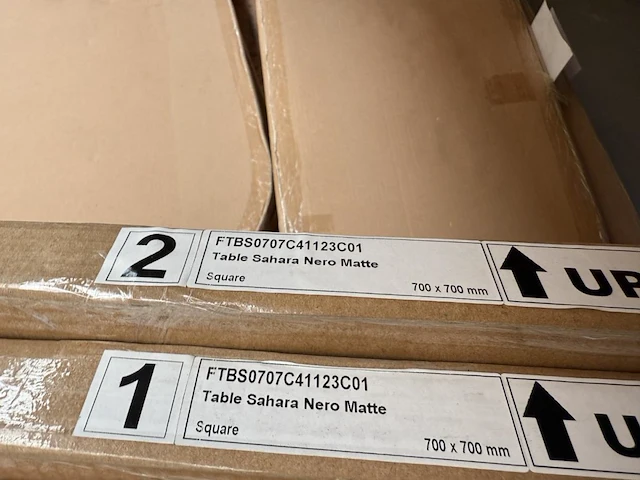 2
FTBS0707C41123C01
Table Sahara Nero Matte
Square
700 x 700 mm
UP
1
FTBS0707C41123C01
Table Sahara Nero Matte
Square
700 x 700 mm
U